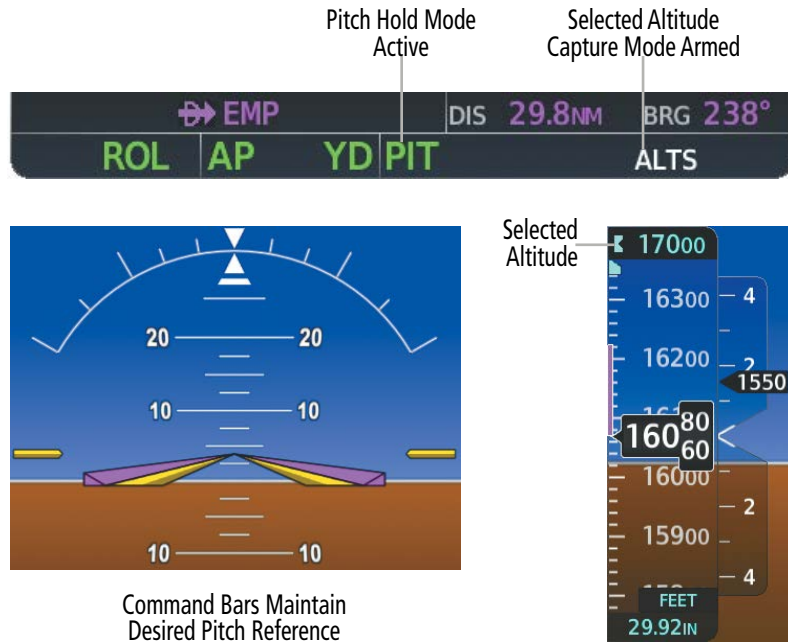 Pitch Hold Mode
Active
Selected Altitude
Capture Mode Armed
EMP DIS 29.8NM BRG 238°
ROL AP YD PIT ALTS
Selected
Altitude
17000
16300
4
16200
2
1550
160
80
60
16000
2
15900
4
FEET
29.92IN
20 20
10 10
10 10
Command Bars Maintain
Desired Pitch Reference